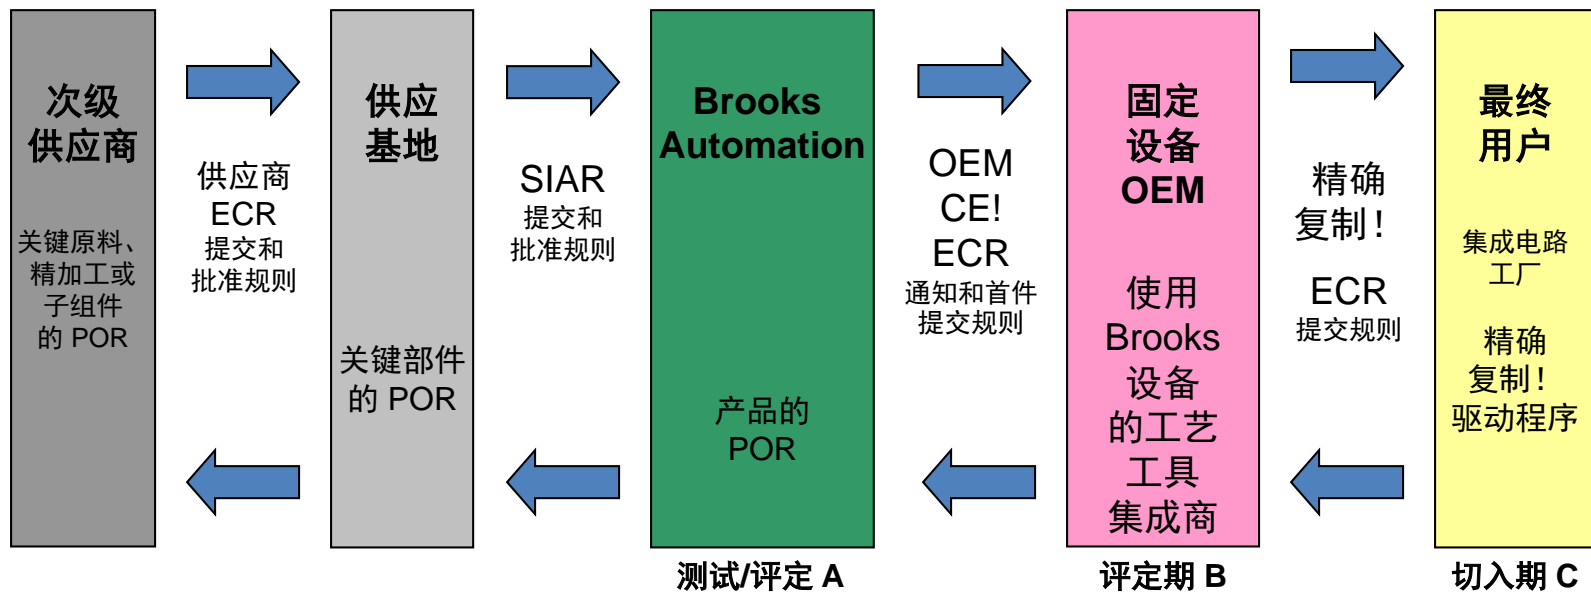 次级
供应商
关键原料、
精加工或
子组件
的 POR
供应商
ECR
提交和
批准规则
供应
基地
关键部件
的 POR
SIAR
提交和
批准规则
Brooks
Automation
产品的
POR
测试/评定 A
OEM
CE!
ECR
通知和首件
提交规则
固定
设备
OEM
使用
Brooks
设备
的工艺
工具
集成商
评定期 B
精确
复制！
ECR
提交规则
最终
用户
集成电路
工厂
精确
复制！
驱动程序
切入期 C